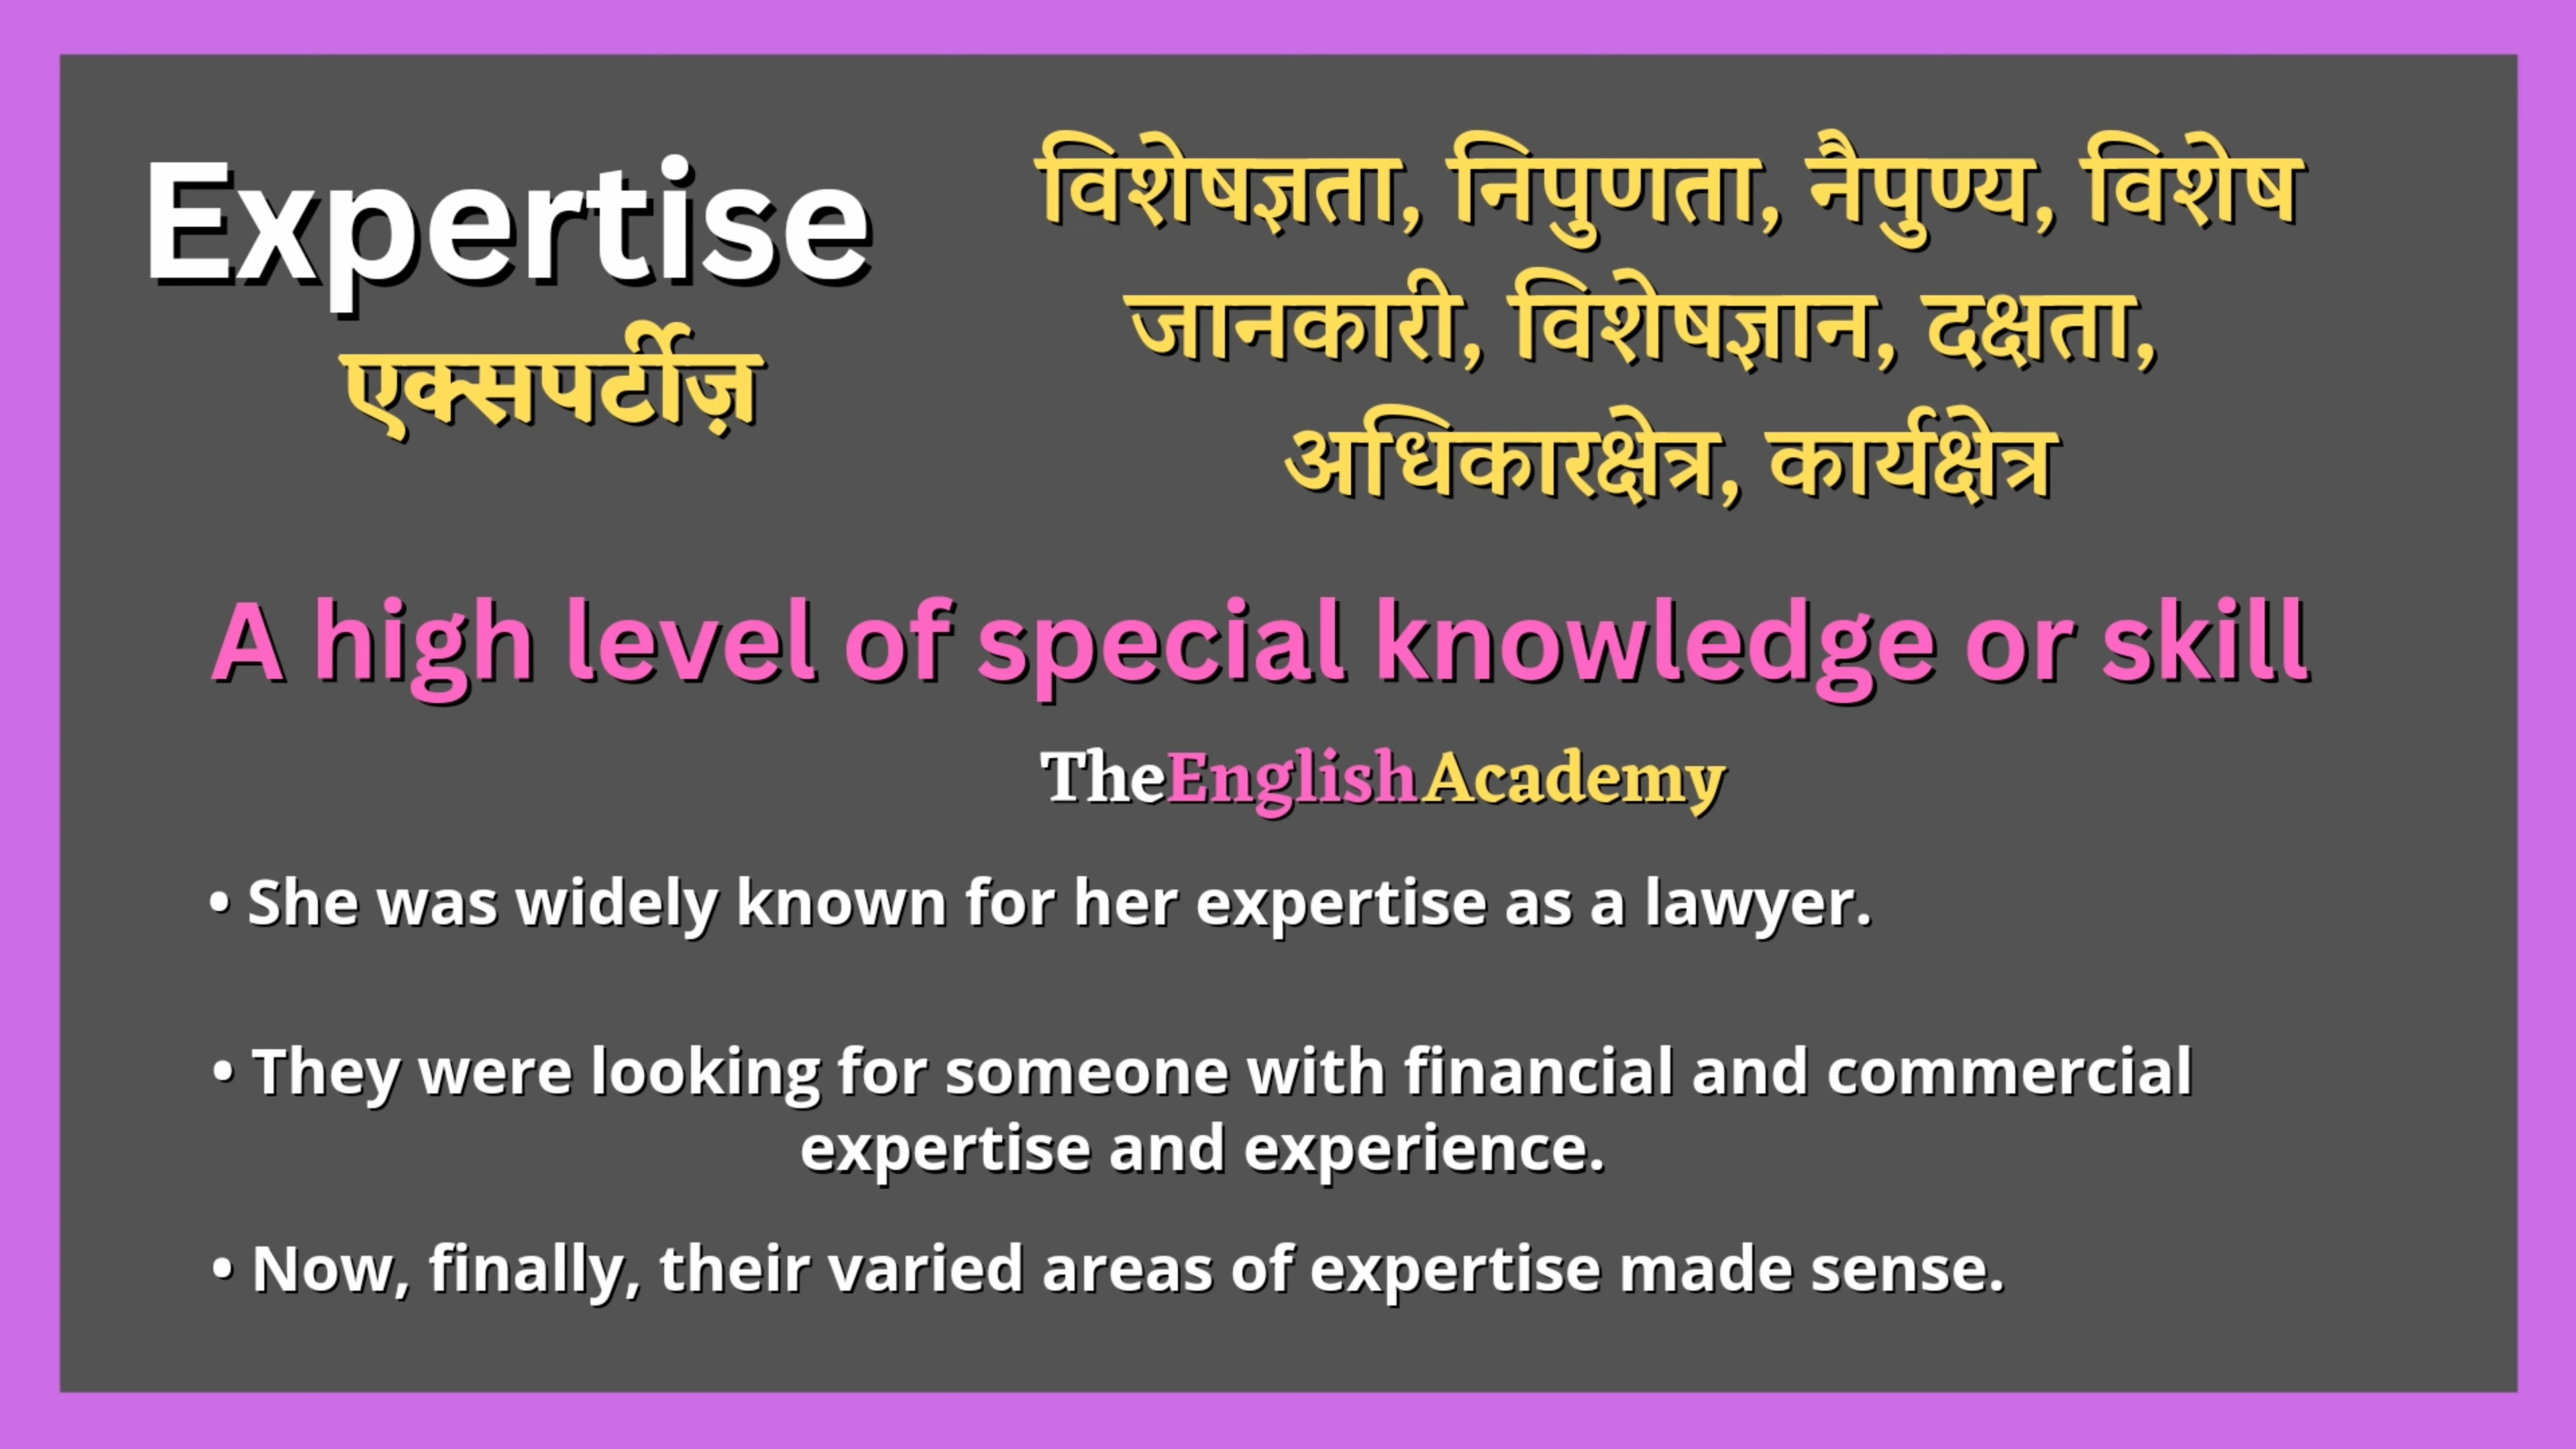 Expertise
एक्सपर्टीज़
विशेषज्ञता, निपुणता, नैपुण्य, विशेष
जानकारी, विशेषज्ञान, दक्षता,
अधिकारक्षेत्र, कार्यक्षेत्र
A high level of special knowledge or skill
TheEnglishAcademy
• She was widely known for her expertise as a lawyer.
• They were looking for someone with financial and commercial
expertise and experience.
• Now, finally, their varied areas of expertise made sense.